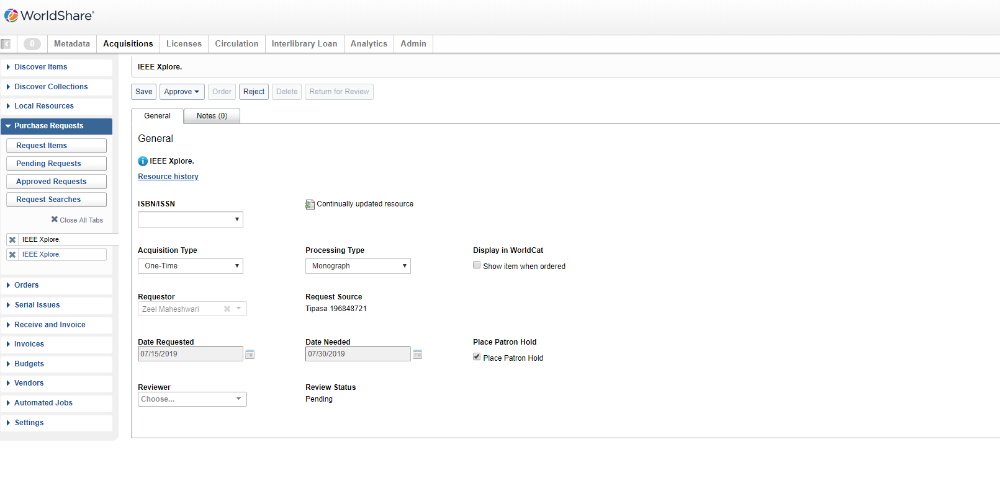 WorldShare®
0 Metadata Acquisitions Licenses Circulation Interlibrary Loan Analytics Admin
Discover Items
Discover Collections
Local Resources
Purchase Requests
Request Items
Pending Requests
Approved Requests
Request Searches
Close All Tabs
IEEE Xplore.
IEEE Xplore.
Orders
Serial Issues
Receive and Invoice
Invoices
Budgets
Vendors
Automated Jobs
Settings
IEEE Xplore.
Save Approve Order Reject Delete Return for Review
General Notes (0)
General
IEEE Xplore.
Resource history
ISBN/ISSN
Continually updated resource
Acquisition Type Processing Type Display in WorldCat
One-Time Monograph Show item when ordered
Requestor Request Source
Zeel Maheshwari Tipasa 196848721
Date Requested Date Needed Place Patron Hold
07/15/2019 07/30/2019 Place Patron Hold
Reviewer Review Status
Choose... Pending